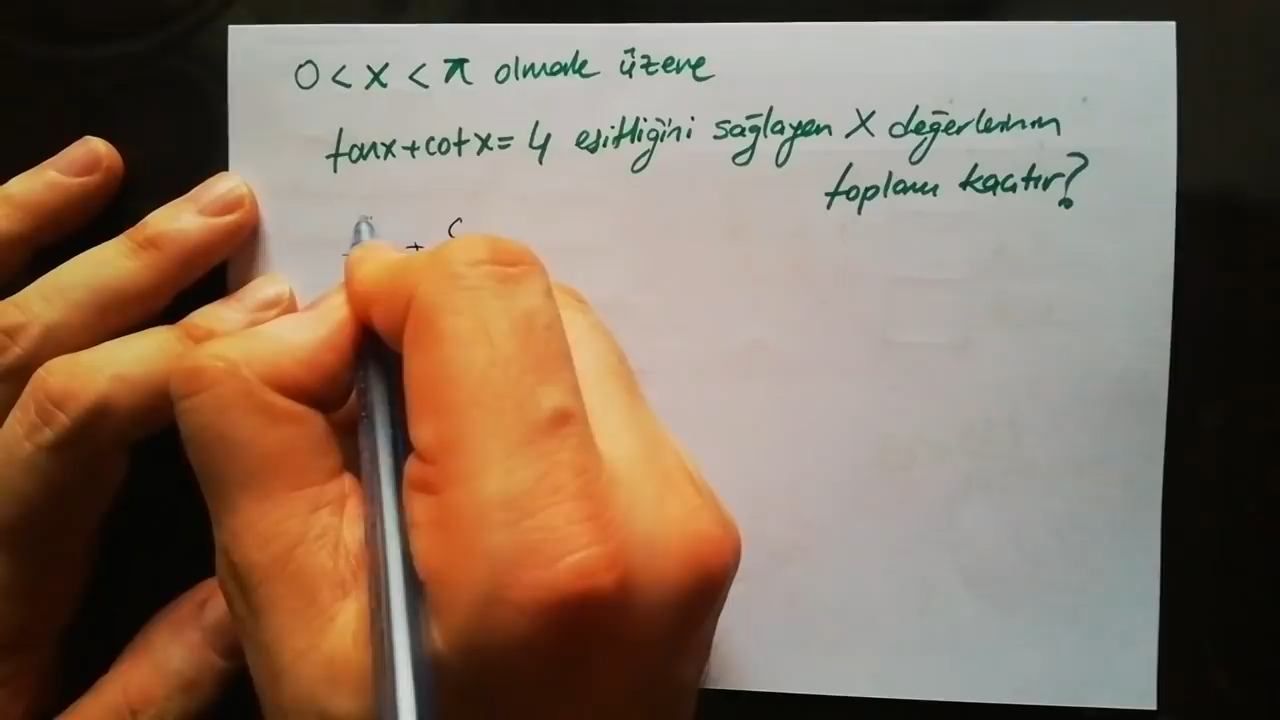 0 < x < π olmak üzere
tanx + cotx = 4 eşitliğini sağlayan x değerlerinin
toplamı kaçtır?
+ c